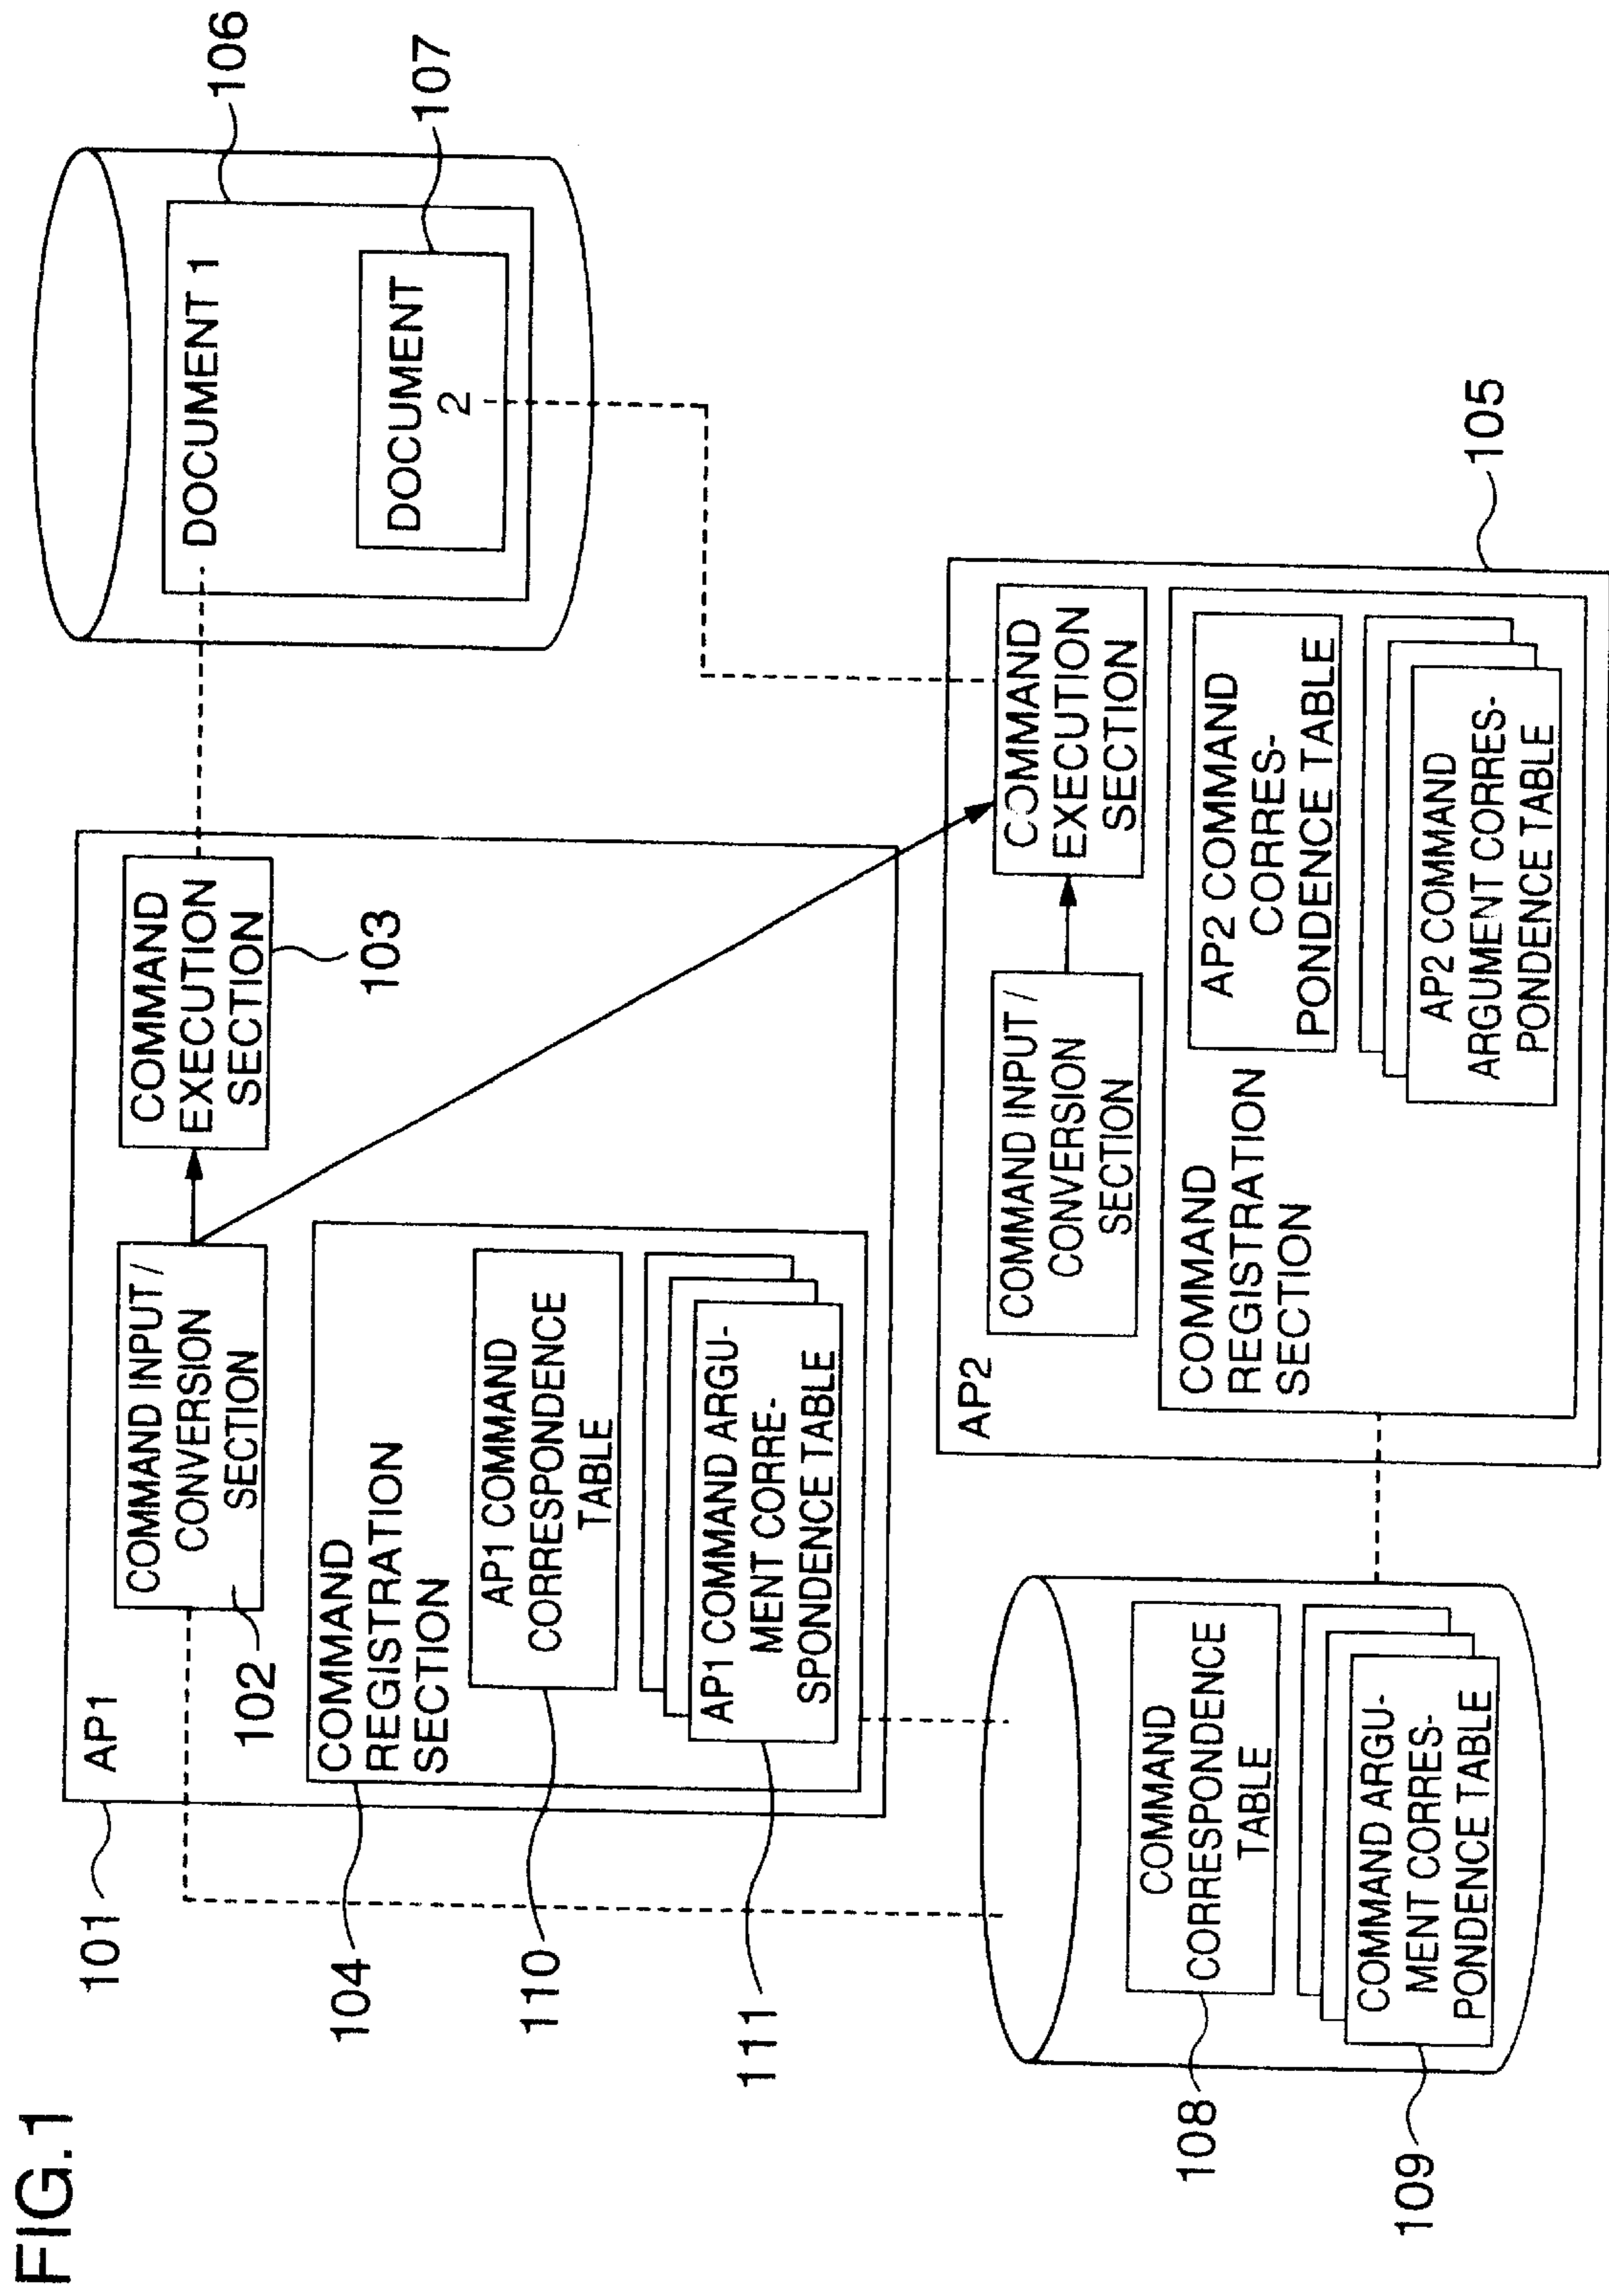 FIG.1
101
AP1
COMMAND INPUT /
CONVERSION
SECTION
102
COMMAND
EXECUTION
SECTION
103
104
COMMAND
REGISTRATION
SECTION
110
AP1 COMMAND
CORRESPONDENCE
TABLE
111
AP1 COMMAND ARGU-
MENT CORRE-
SPONDENCE TABLE
106
DOCUMENT 1
107
DOCUMENT
2
108
COMMAND
CORRESPONDENCE
TABLE
109
COMMAND ARGU-
MENT CORRES-
PONDENCE TABLE
105
AP2
COMMAND INPUT /
CONVERSION
SECTION
COMMAND
EXECUTION
SECTION
COMMAND
REGISTRATION
SECTION
AP2 COMMAND
CORRES-
PONDENCE TABLE
AP2 COMMAND
ARGUMENT CORRES-
PONDENCE TABLE